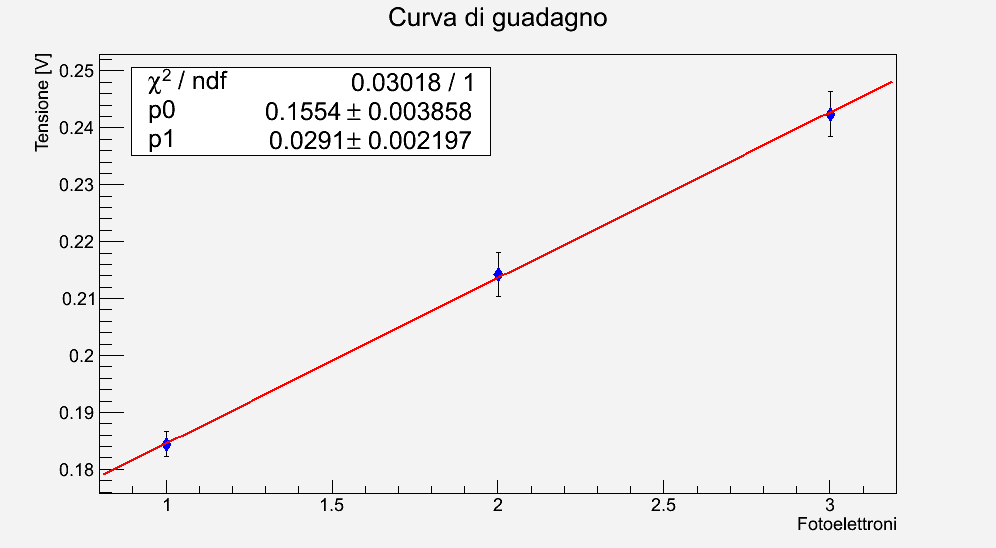 Curva di guadagno
Tensione [V]
χ² / ndf 0.03018 / 1
p0 0.1554 ± 0.003858
p1 0.0291± 0.002197
0.25
0.24
0.23
0.22
0.21
0.2
0.19
0.18
1 1.5 2 2.5 3
Fotoelettroni